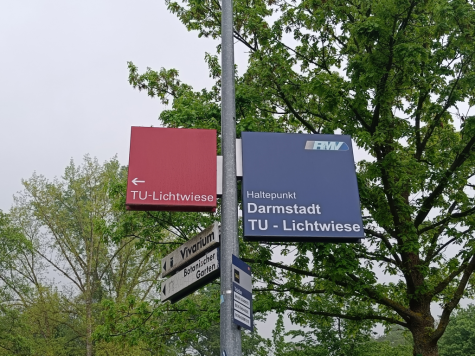 ←
TU-Lichtwiese
RMV
Haltepunkt
Darmstadt
TU - Lichtwiese
Vivarium
Botanischer
Garten